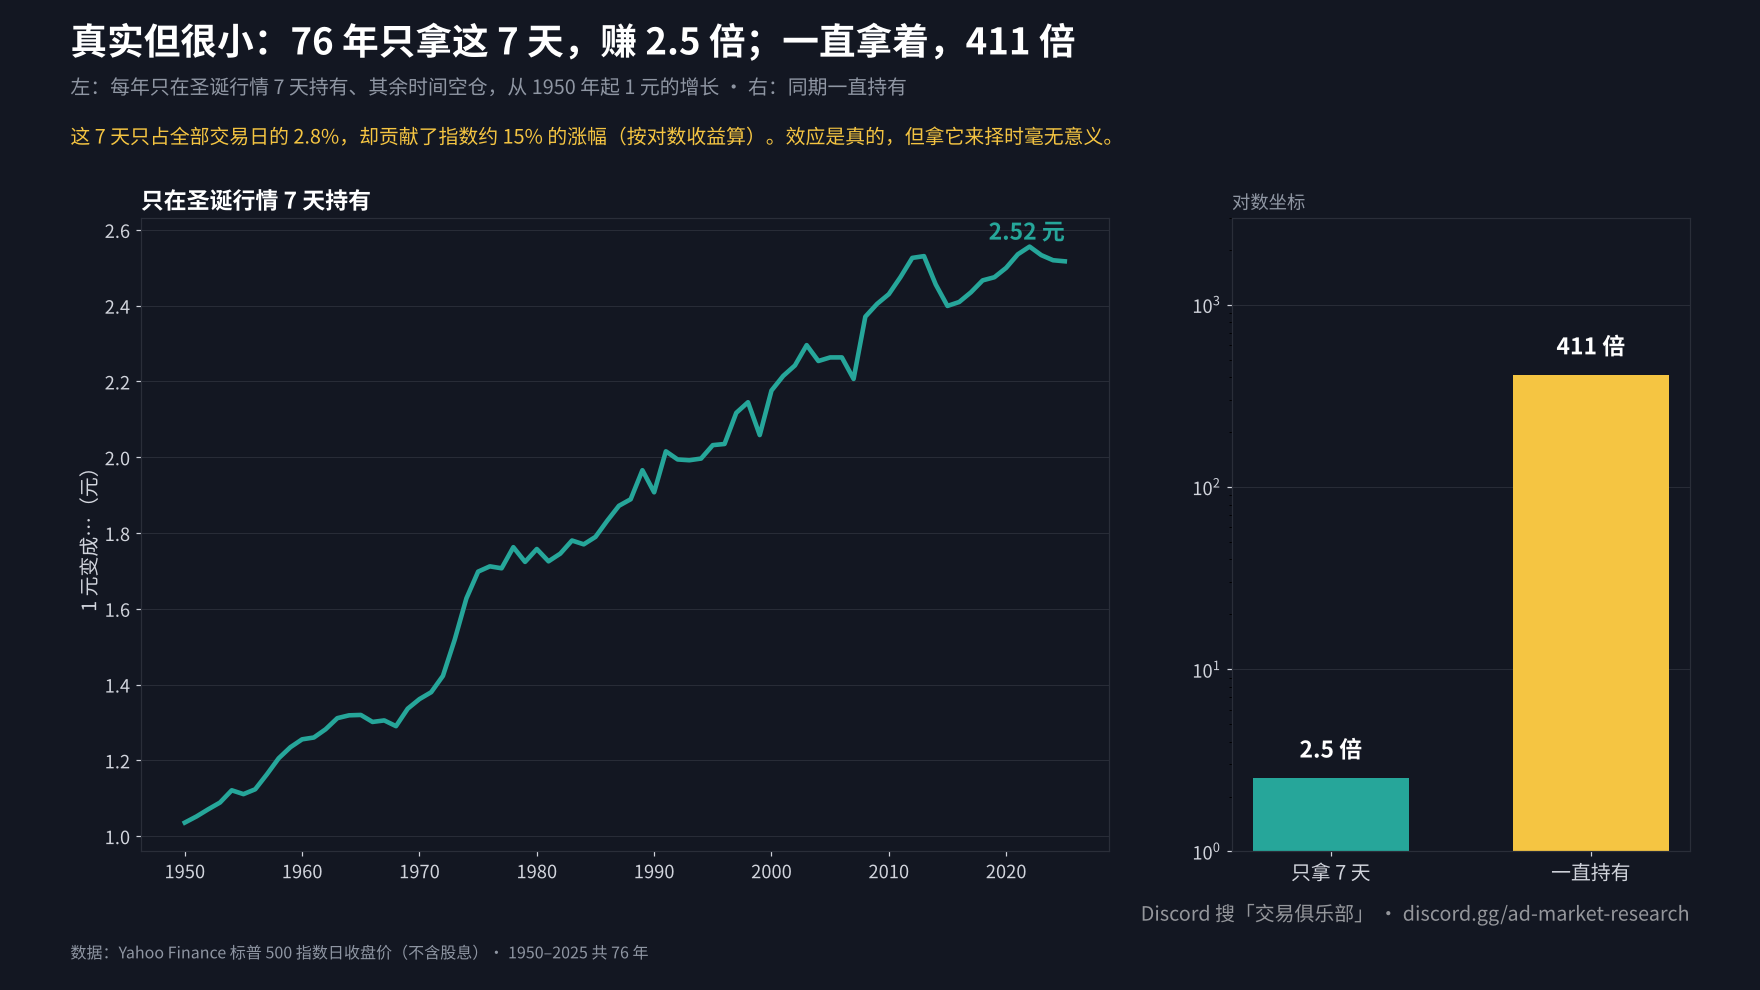 真实但很小：76 年只拿这 7 天，赚 2.5 倍；一直拿着，411 倍
左：每年只在圣诞行情 7 天持有、其余时间空仓，从 1950 年起 1 元的增长 · 右：同期一直持有
这 7 天只占全部交易日的 2.8%，却贡献了指数约 15% 的涨幅（按对数收益算）。效应是真的，但拿它来择时毫无意义。
只在圣诞行情 7 天持有
2.52 元
2.6
2.4
2.2
2.0
1.8
1.6
1.4
1.2
1.0
1 元变成…（元）
1950 1960 1970 1980 1990 2000 2010 2020
对数坐标
10³
10²
10¹
10⁰
411 倍
2.5 倍
只拿 7 天 一直持有
Discord 搜「交易俱乐部」 · discord.gg/ad-market-research
数据：Yahoo Finance 标普 500 指数日收盘价（不含股息） · 1950–2025 共 76 年